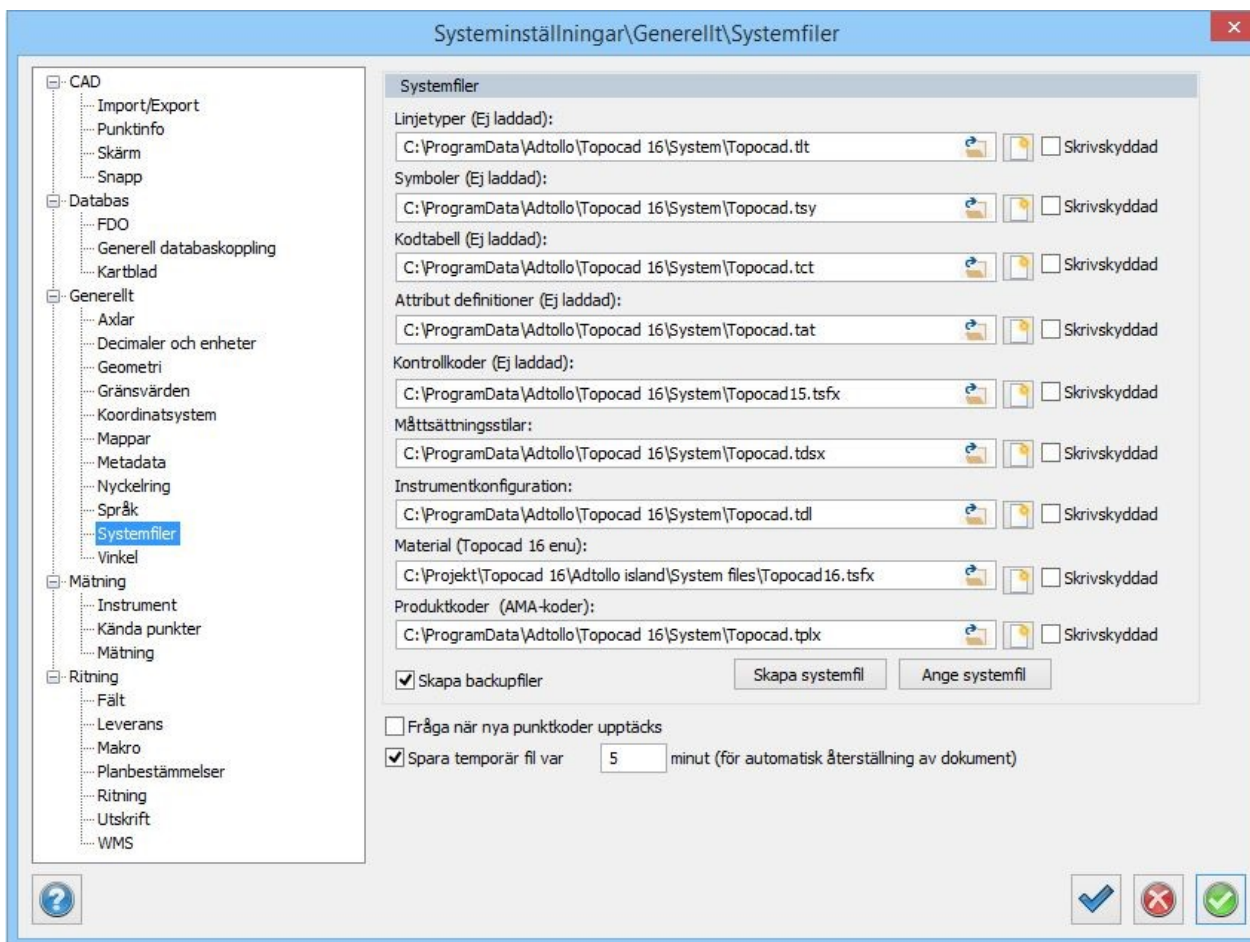 Systeminställningar\Generellt\Systemfiler
CAD
Import/Export
Punktinfo
Skärm
Snapp
Databas
FDO
Generell databaskoppling
Kartblad
Generellt
Axlar
Decimaler och enheter
Geometri
Gränsvärden
Koordinatsystem
Mappar
Metadata
Nyckelring
Språk
Systemfiler
Vinkel
Mätning
Instrument
Kända punkter
Mätning
Ritning
Fält
Leverans
Makro
Planbestämmelser
Ritning
Utskrift
WMS
Systemfiler
Linjetyper (Ej laddad):
C:\ProgramData\Adtollo\Topocad 16\System\Topocad.tlt Skrivskyddad
Symboler (Ej laddad):
C:\ProgramData\Adtollo\Topocad 16\System\Topocad.tsy Skrivskyddad
Kodtabell (Ej laddad):
C:\ProgramData\Adtollo\Topocad 16\System\Topocad.tct Skrivskyddad
Attribut definitioner (Ej laddad):
C:\ProgramData\Adtollo\Topocad 16\System\Topocad.tat Skrivskyddad
Kontrollkoder (Ej laddad):
C:\ProgramData\Adtollo\Topocad 16\System\Topocad15.tsfx Skrivskyddad
Måttsättningsstilar:
C:\ProgramData\Adtollo\Topocad 16\System\Topocad.tdsx Skrivskyddad
Instrumentkonfiguration:
C:\ProgramData\Adtollo\Topocad 16\System\Topocad.tdl Skrivskyddad
Material (Topocad 16 enu):
C:\Projekt\Topocad 16\Adtollo island\System files\Topocad16.tsfx Skrivskyddad
Produktkoder (AMA-koder):
C:\ProgramData\Adtollo\Topocad 16\System\Topocad.tplx Skrivskyddad
Skapa backupfiler Skapa systemfil Ange systemfil
Fråga när nya punktkoder upptäcks
Spara temporär fil var 5 minut (för automatisk återställning av dokument)